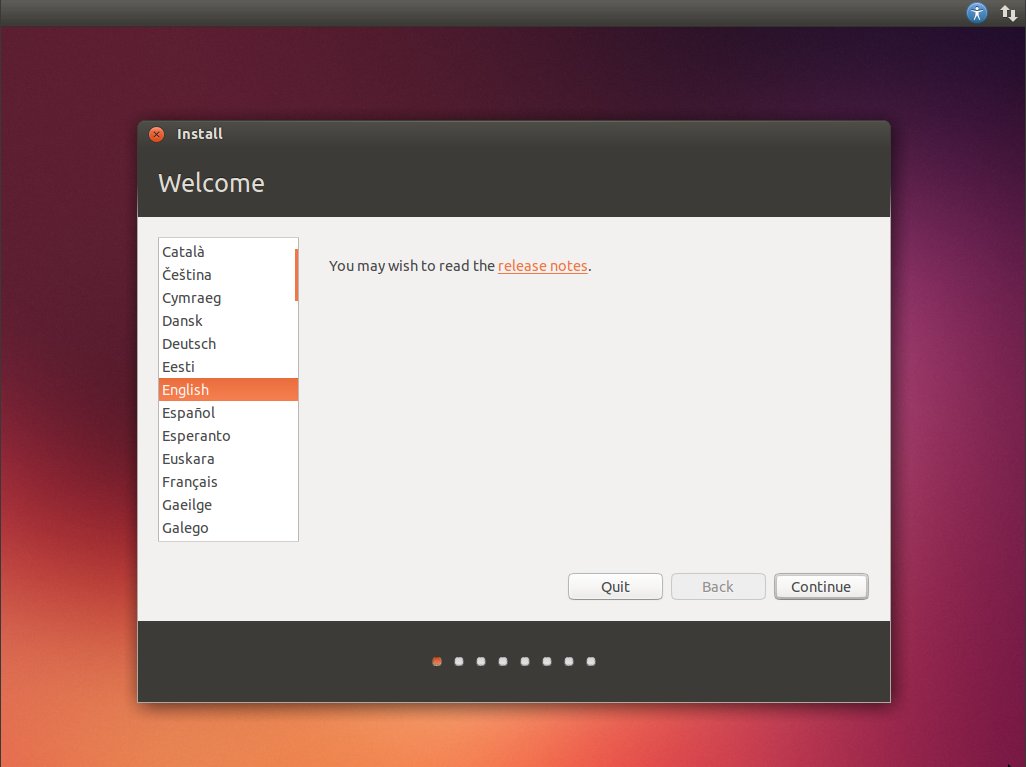 Install
Welcome
Català
Čeština
Cymraeg
Dansk
Deutsch
Eesti
English
Español
Esperanto
Euskara
Français
Gaeilge
Galego
You may wish to read the release notes.
Quit
Back
Continue